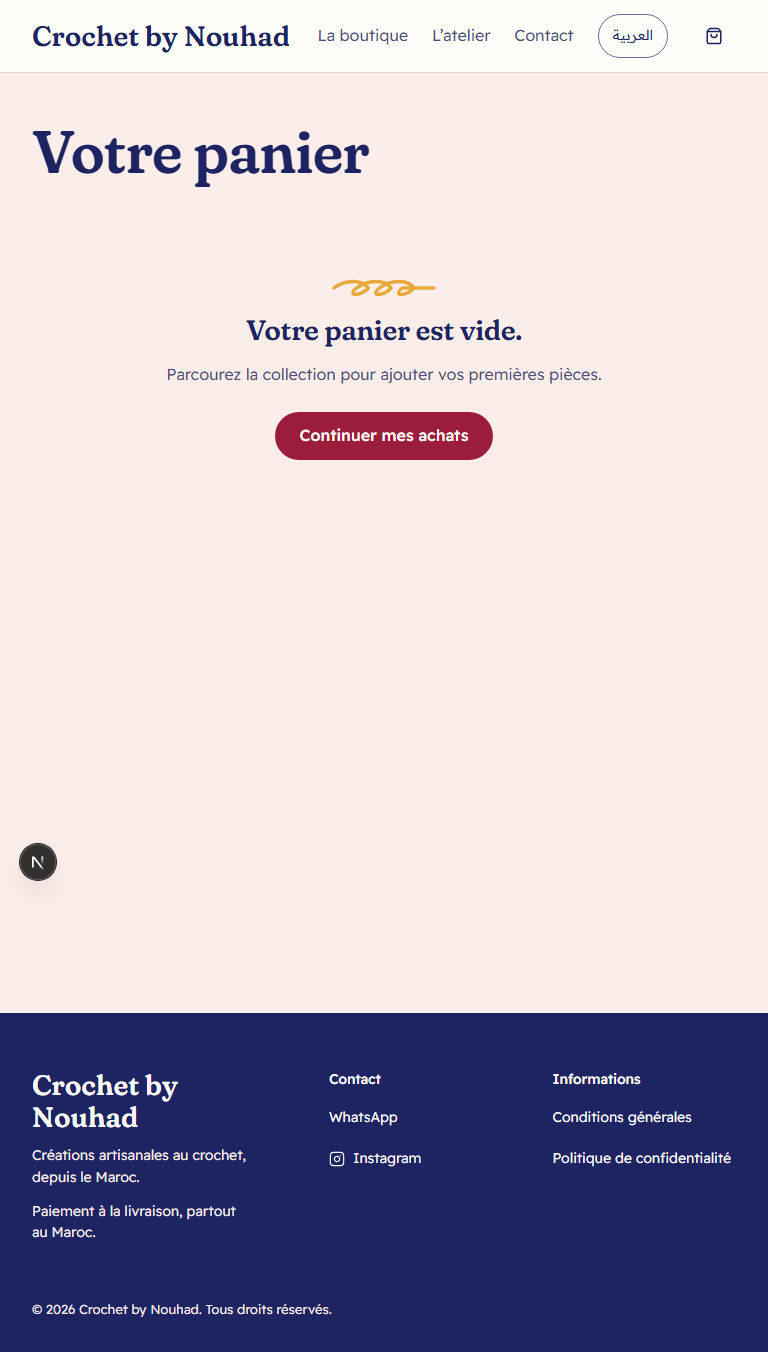 Crochet by Nouhad
La boutique
L’atelier
Contact
العربية
Votre panier
Votre panier est vide.
Parcourez la collection pour ajouter vos premières pièces.
Continuer mes achats
N
Crochet by
Nouhad
Créations artisanales au crochet,
depuis le Maroc.
Paiement à la livraison, partout
au Maroc.
Contact
WhatsApp
Instagram
Informations
Conditions générales
Politique de confidentialité
© 2026 Crochet by Nouhad. Tous droits réservés.